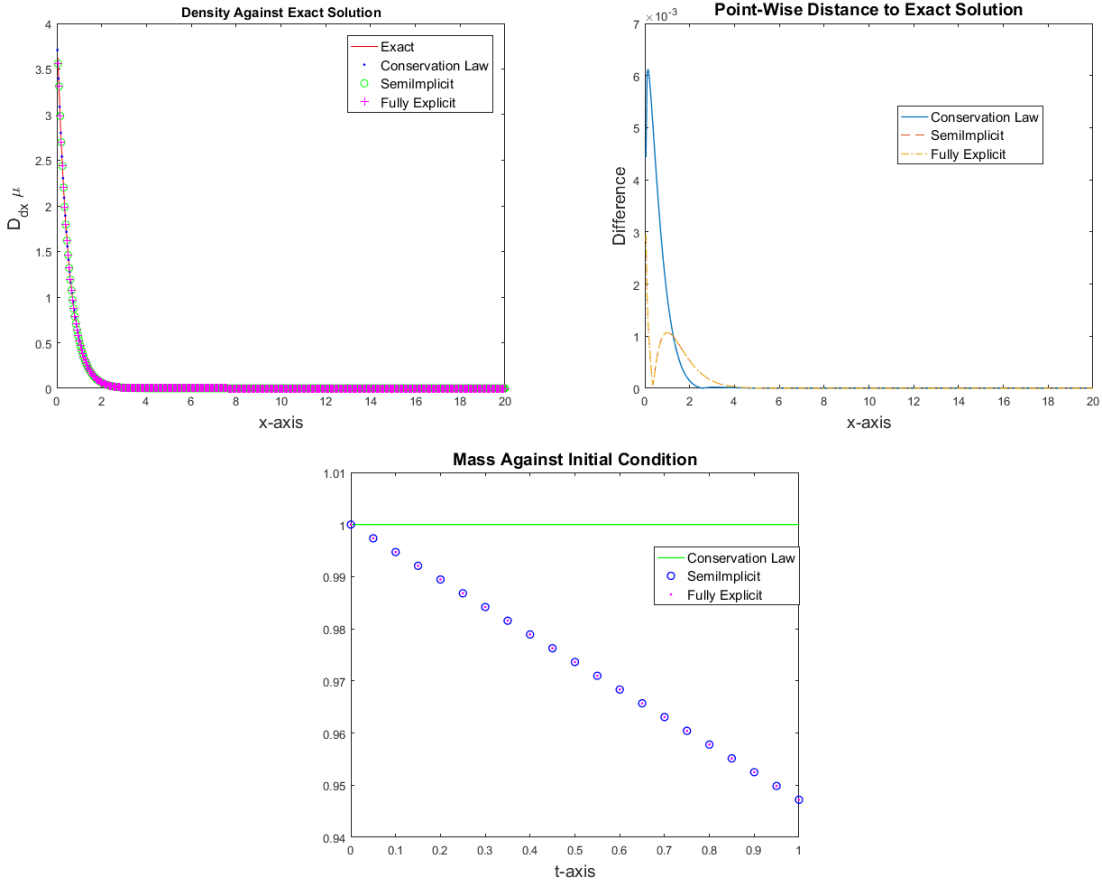 Density Against Exact Solution
4
3.5
3
2.5
2
1.5
1
0.5
0
D_dx μ
Exact
Conservation Law
SemiImplicit
Fully Explicit
0 2 4 6 8 10 12 14 16 18 20
x-axis
Point-Wise Distance to Exact Solution
×10⁻³
7
6
5
4
3
2
1
0
Difference
Conservation Law
SemiImplicit
Fully Explicit
0 2 4 6 8 10 12 14 16 18 20
x-axis
Mass Against Initial Condition
1.01
1
0.99
0.98
0.97
0.96
0.95
0.94
Conservation Law
SemiImplicit
Fully Explicit
0 0.1 0.2 0.3 0.4 0.5 0.6 0.7 0.8 0.9 1
t-axis